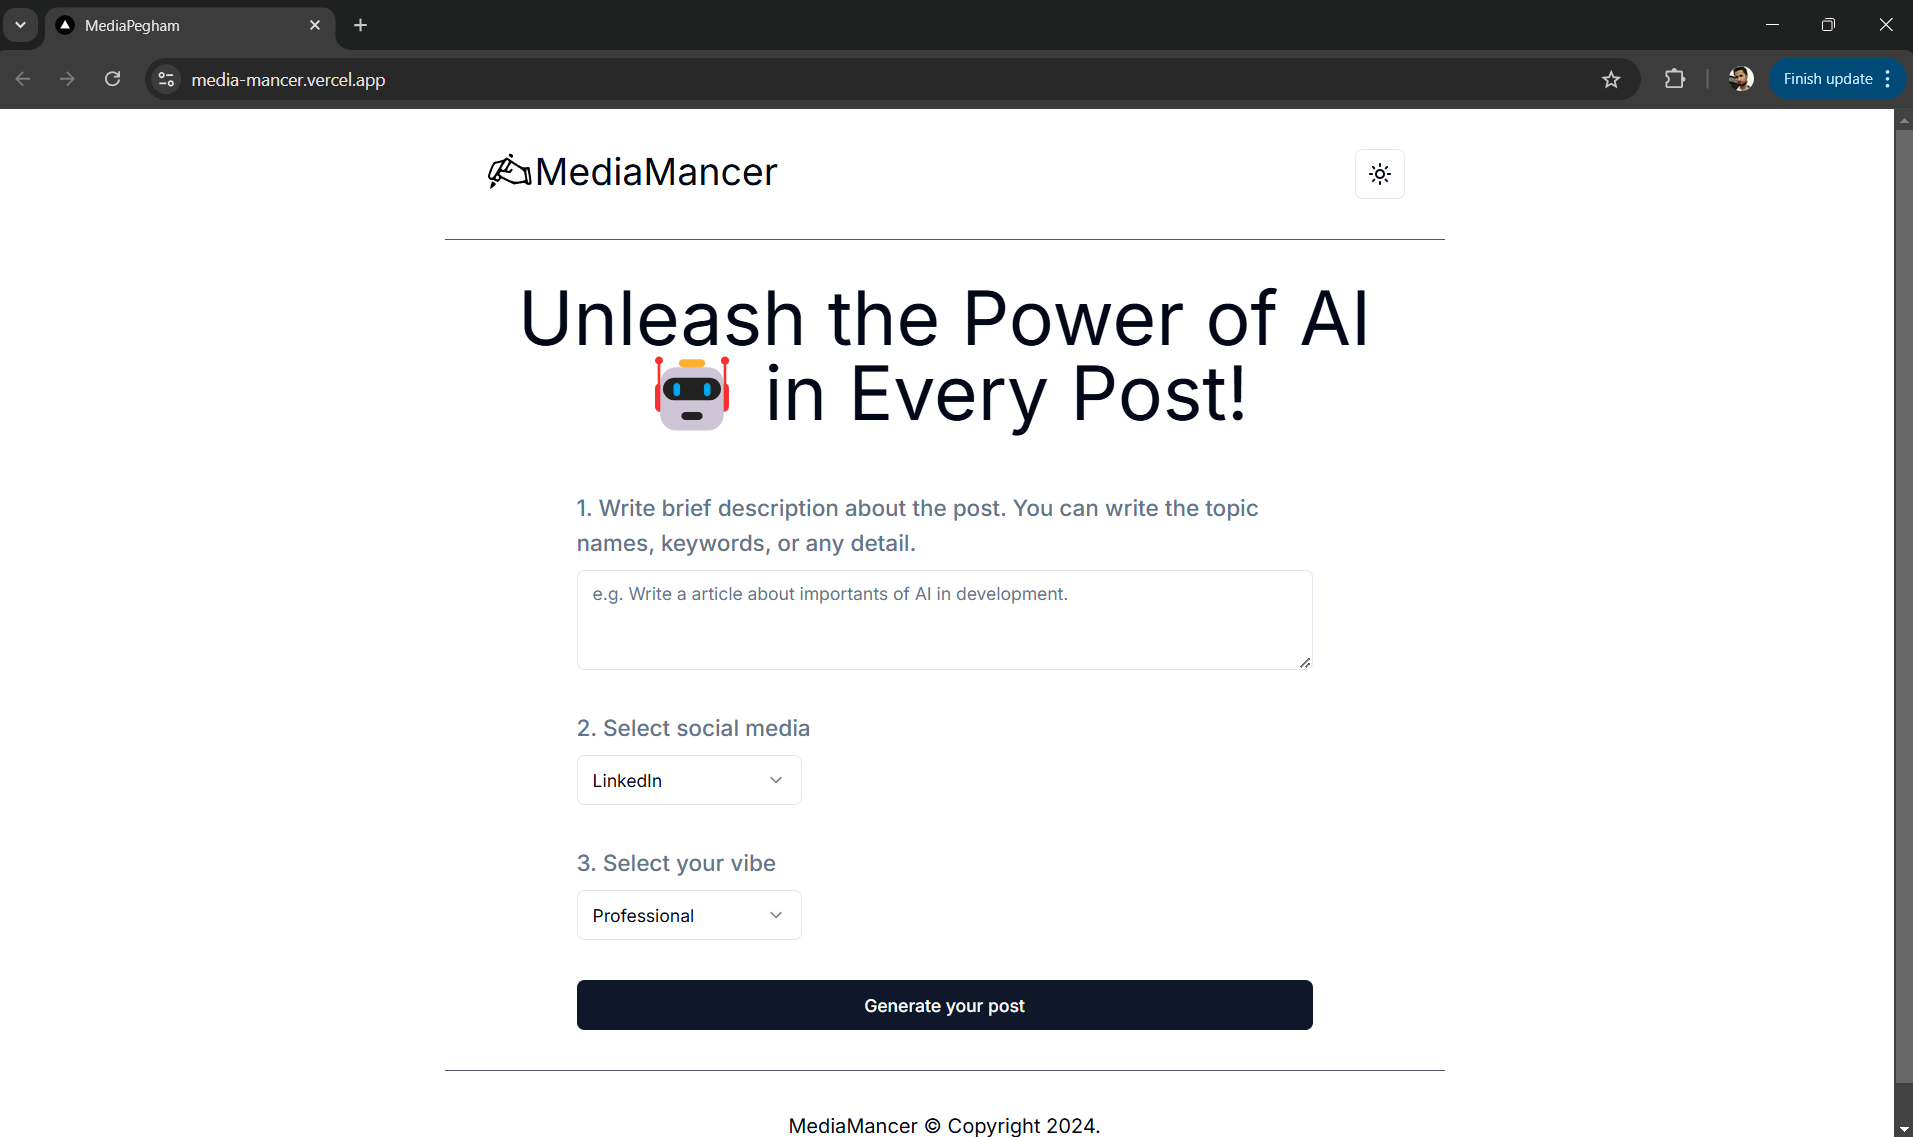 MediaPegham
media-mancer.vercel.app
Finish update
MediaMancer
Unleash the Power of AI
🤖 in Every Post!
1. Write brief description about the post. You can write the topic
names, keywords, or any detail.
e.g. Write a article about importants of AI in development.
2. Select social media
LinkedIn
3. Select your vibe
Professional
Generate your post
MediaMancer © Copyright 2024.